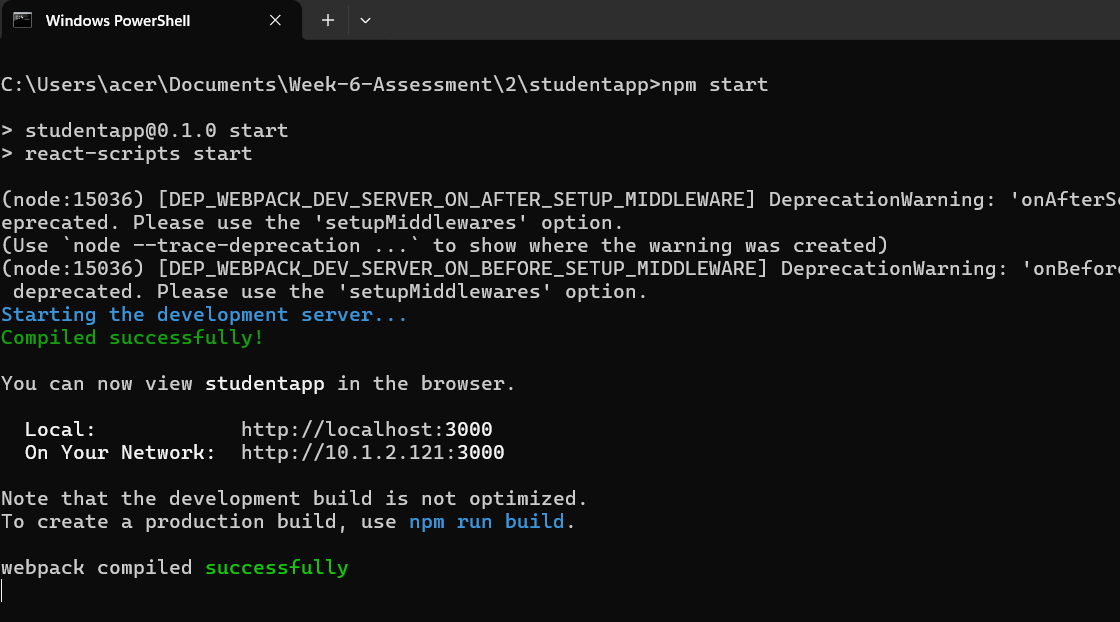 Windows PowerShell
C:\Users\acer\Documents\Week-6-Assessment\2\studentapp>npm start
> studentapp@0.1.0 start
> react-scripts start
(node:15036) [DEP_WEBPACK_DEV_SERVER_ON_AFTER_SETUP_MIDDLEWARE] DeprecationWarning: 'onAfterS
eprecated. Please use the 'setupMiddlewares' option.
(Use `node --trace-deprecation ...` to show where the warning was created)
(node:15036) [DEP_WEBPACK_DEV_SERVER_ON_BEFORE_SETUP_MIDDLEWARE] DeprecationWarning: 'onBefor
deprecated. Please use the 'setupMiddlewares' option.
Starting the development server...
Compiled successfully!
You can now view studentapp in the browser.
Local: http://localhost:3000
On Your Network: http://10.1.2.121:3000
Note that the development build is not optimized.
To create a production build, use npm run build.
webpack compiled successfully